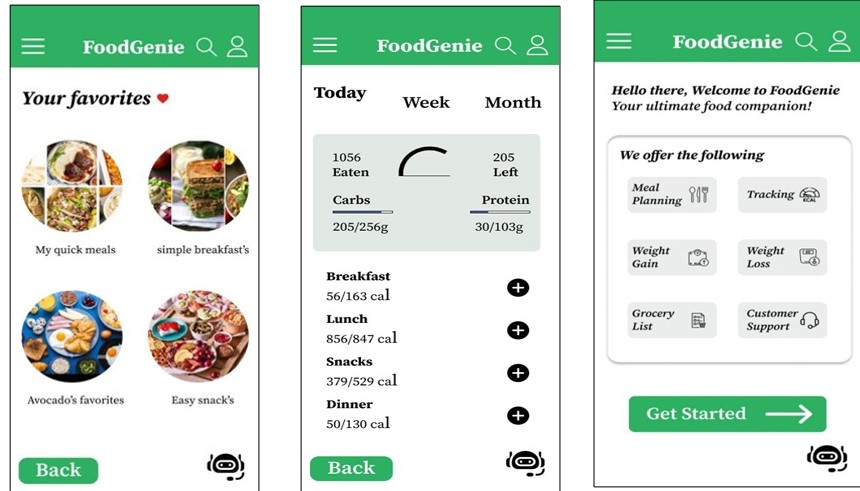 FoodGenie
Your favorites
My quick meals
simple breakfast's
Avocado's favorites
Easy snack's
Back
FoodGenie
Today
Week
Month
1056
Eaten
205
Left
Carbs
205/256g
Protein
30/103g
Breakfast
56/163 cal
Lunch
856/847 cal
Snacks
379/529 cal
Dinner
50/130 cal
Back
FoodGenie
Hello there, Welcome to FoodGenie
Your ultimate food companion!
We offer the following
Meal
Planning
Tracking
KCAL
Weight
Gain
Weight
Loss
Grocery
List
Customer
Support
Get Started